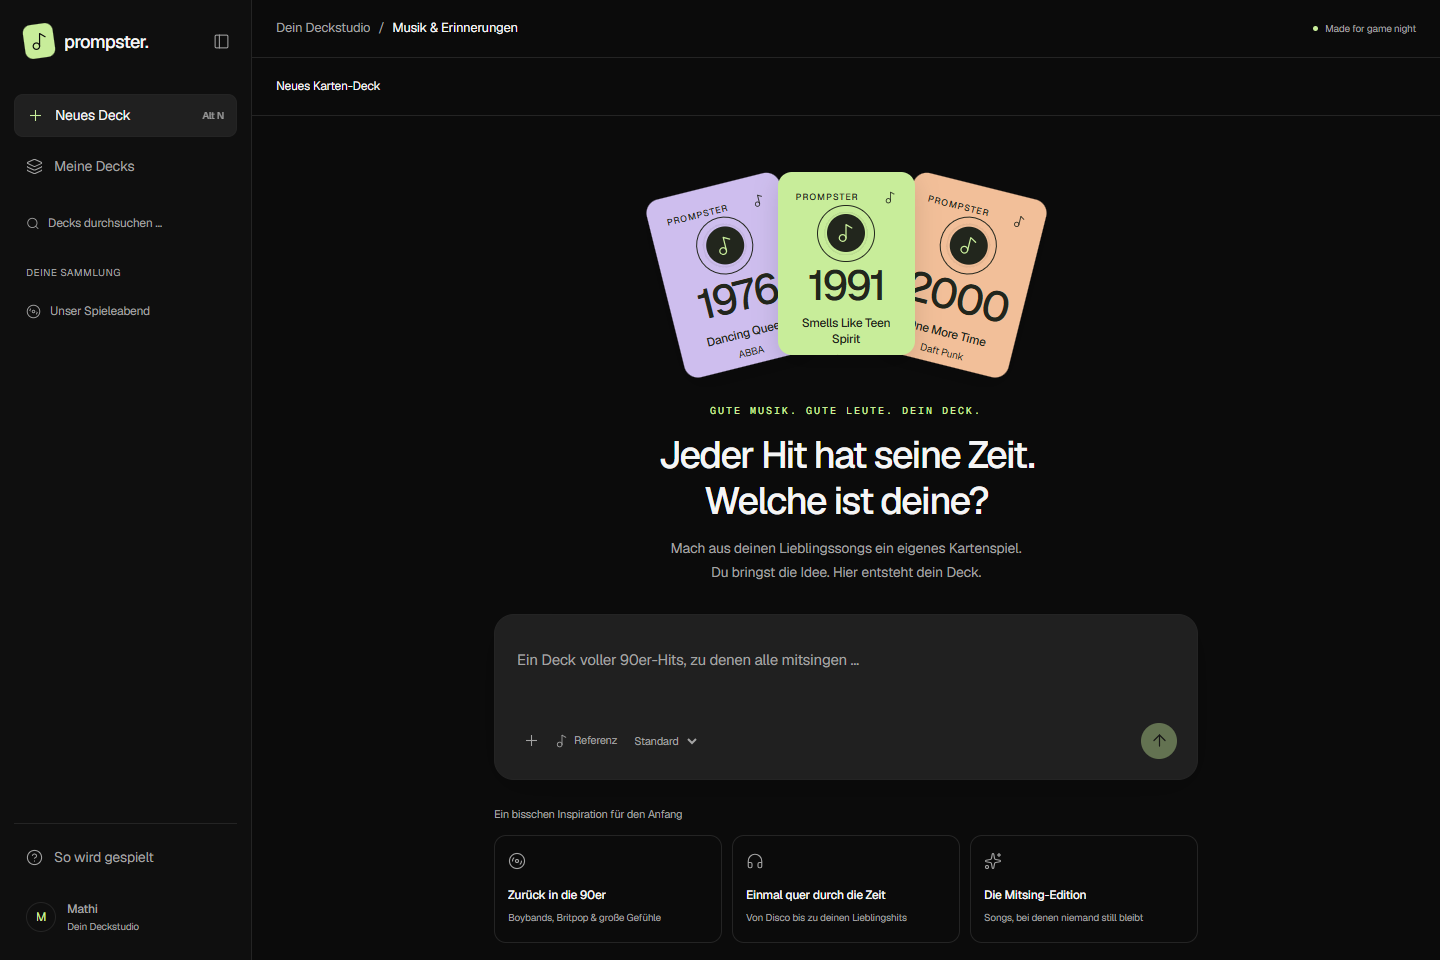 prompster.
Neues Deck
Alt N
Meine Decks
Decks durchsuchen ...
DEINE SAMMLUNG
Unser Spieleabend
So wird gespielt
M
Mathi
Dein Deckstudio
Dein Deckstudio / Musik & Erinnerungen
Made for game night
Neues Karten-Deck
PROMPSTER
1976
Dancing Quee
ABBA
PROMPSTER
1991
Smells Like Teen
Spirit
PROMPSTER
2000
ne More Time
Daft Punk
GUTE MUSIK. GUTE LEUTE. DEIN DECK.
Jeder Hit hat seine Zeit.
Welche ist deine?
Mach aus deinen Lieblingssongs ein eigenes Kartenspiel.
Du bringst die Idee. Hier entsteht dein Deck.
Ein Deck voller 90er-Hits, zu denen alle mitsingen ...
Referenz
Standard
Ein bisschen Inspiration für den Anfang
Zurück in die 90er
Boybands, Britpop & große Gefühle
Einmal quer durch die Zeit
Von Disco bis zu deinen Lieblingshits
Die Mitsing-Edition
Songs, bei denen niemand still bleibt